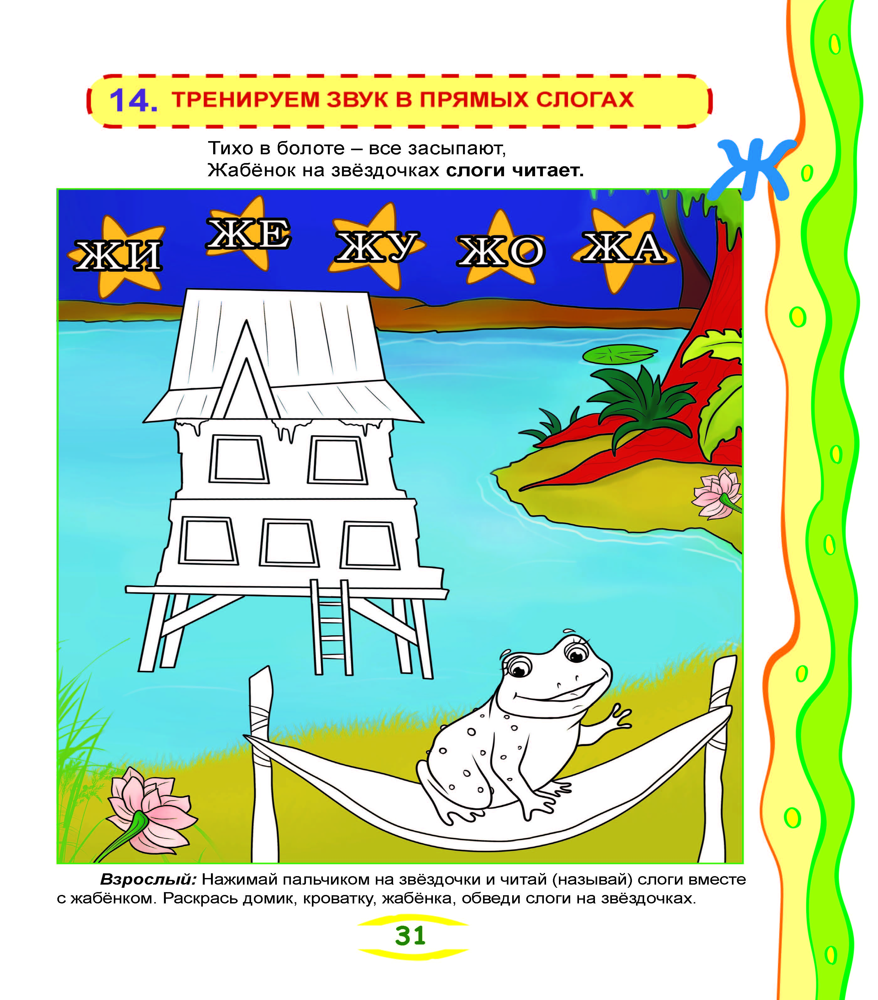 14. ТРЕНИРУЕМ ЗВУК В ПРЯМЫХ СЛОГАХ
Тихо в болоте – все засыпают,
Жабёнок на звёздочках слоги читает.
Ж
ЖИ ЖЕ ЖУ ЖО ЖА
Взрослый: Нажимай пальчиком на звёздочки и читай (называй) слоги вместе
с жабёнком. Раскрась домик, кроватку, жабёнка, обведи слоги на звёздочках.
31